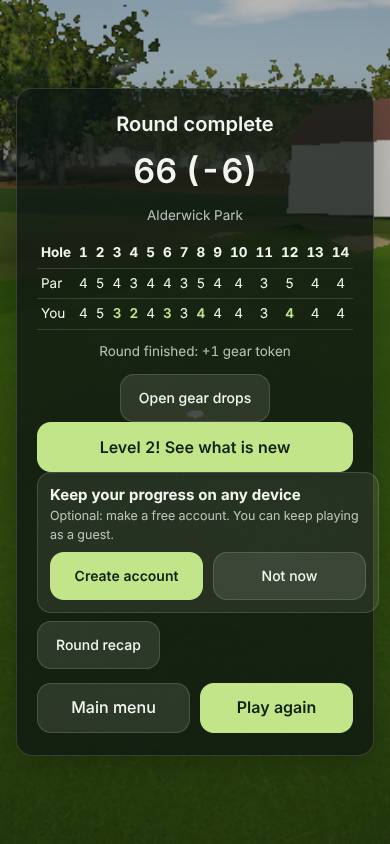 Round complete
66 (-6)
Alderwick Park
Hole 1 2 3 4 5 6 7 8 9 10 11 12 13 14
Par 4 5 4 3 4 4 3 5 4 4 3 5 4 4
You 4 5 3 2 4 3 3 4 4 4 3 4 4 4
Round finished: +1 gear token
Open gear drops
Level 2! See what is new
Keep your progress on any device
Optional: make a free account. You can keep playing
as a guest.
Create account Not now
Round recap
Main menu Play again